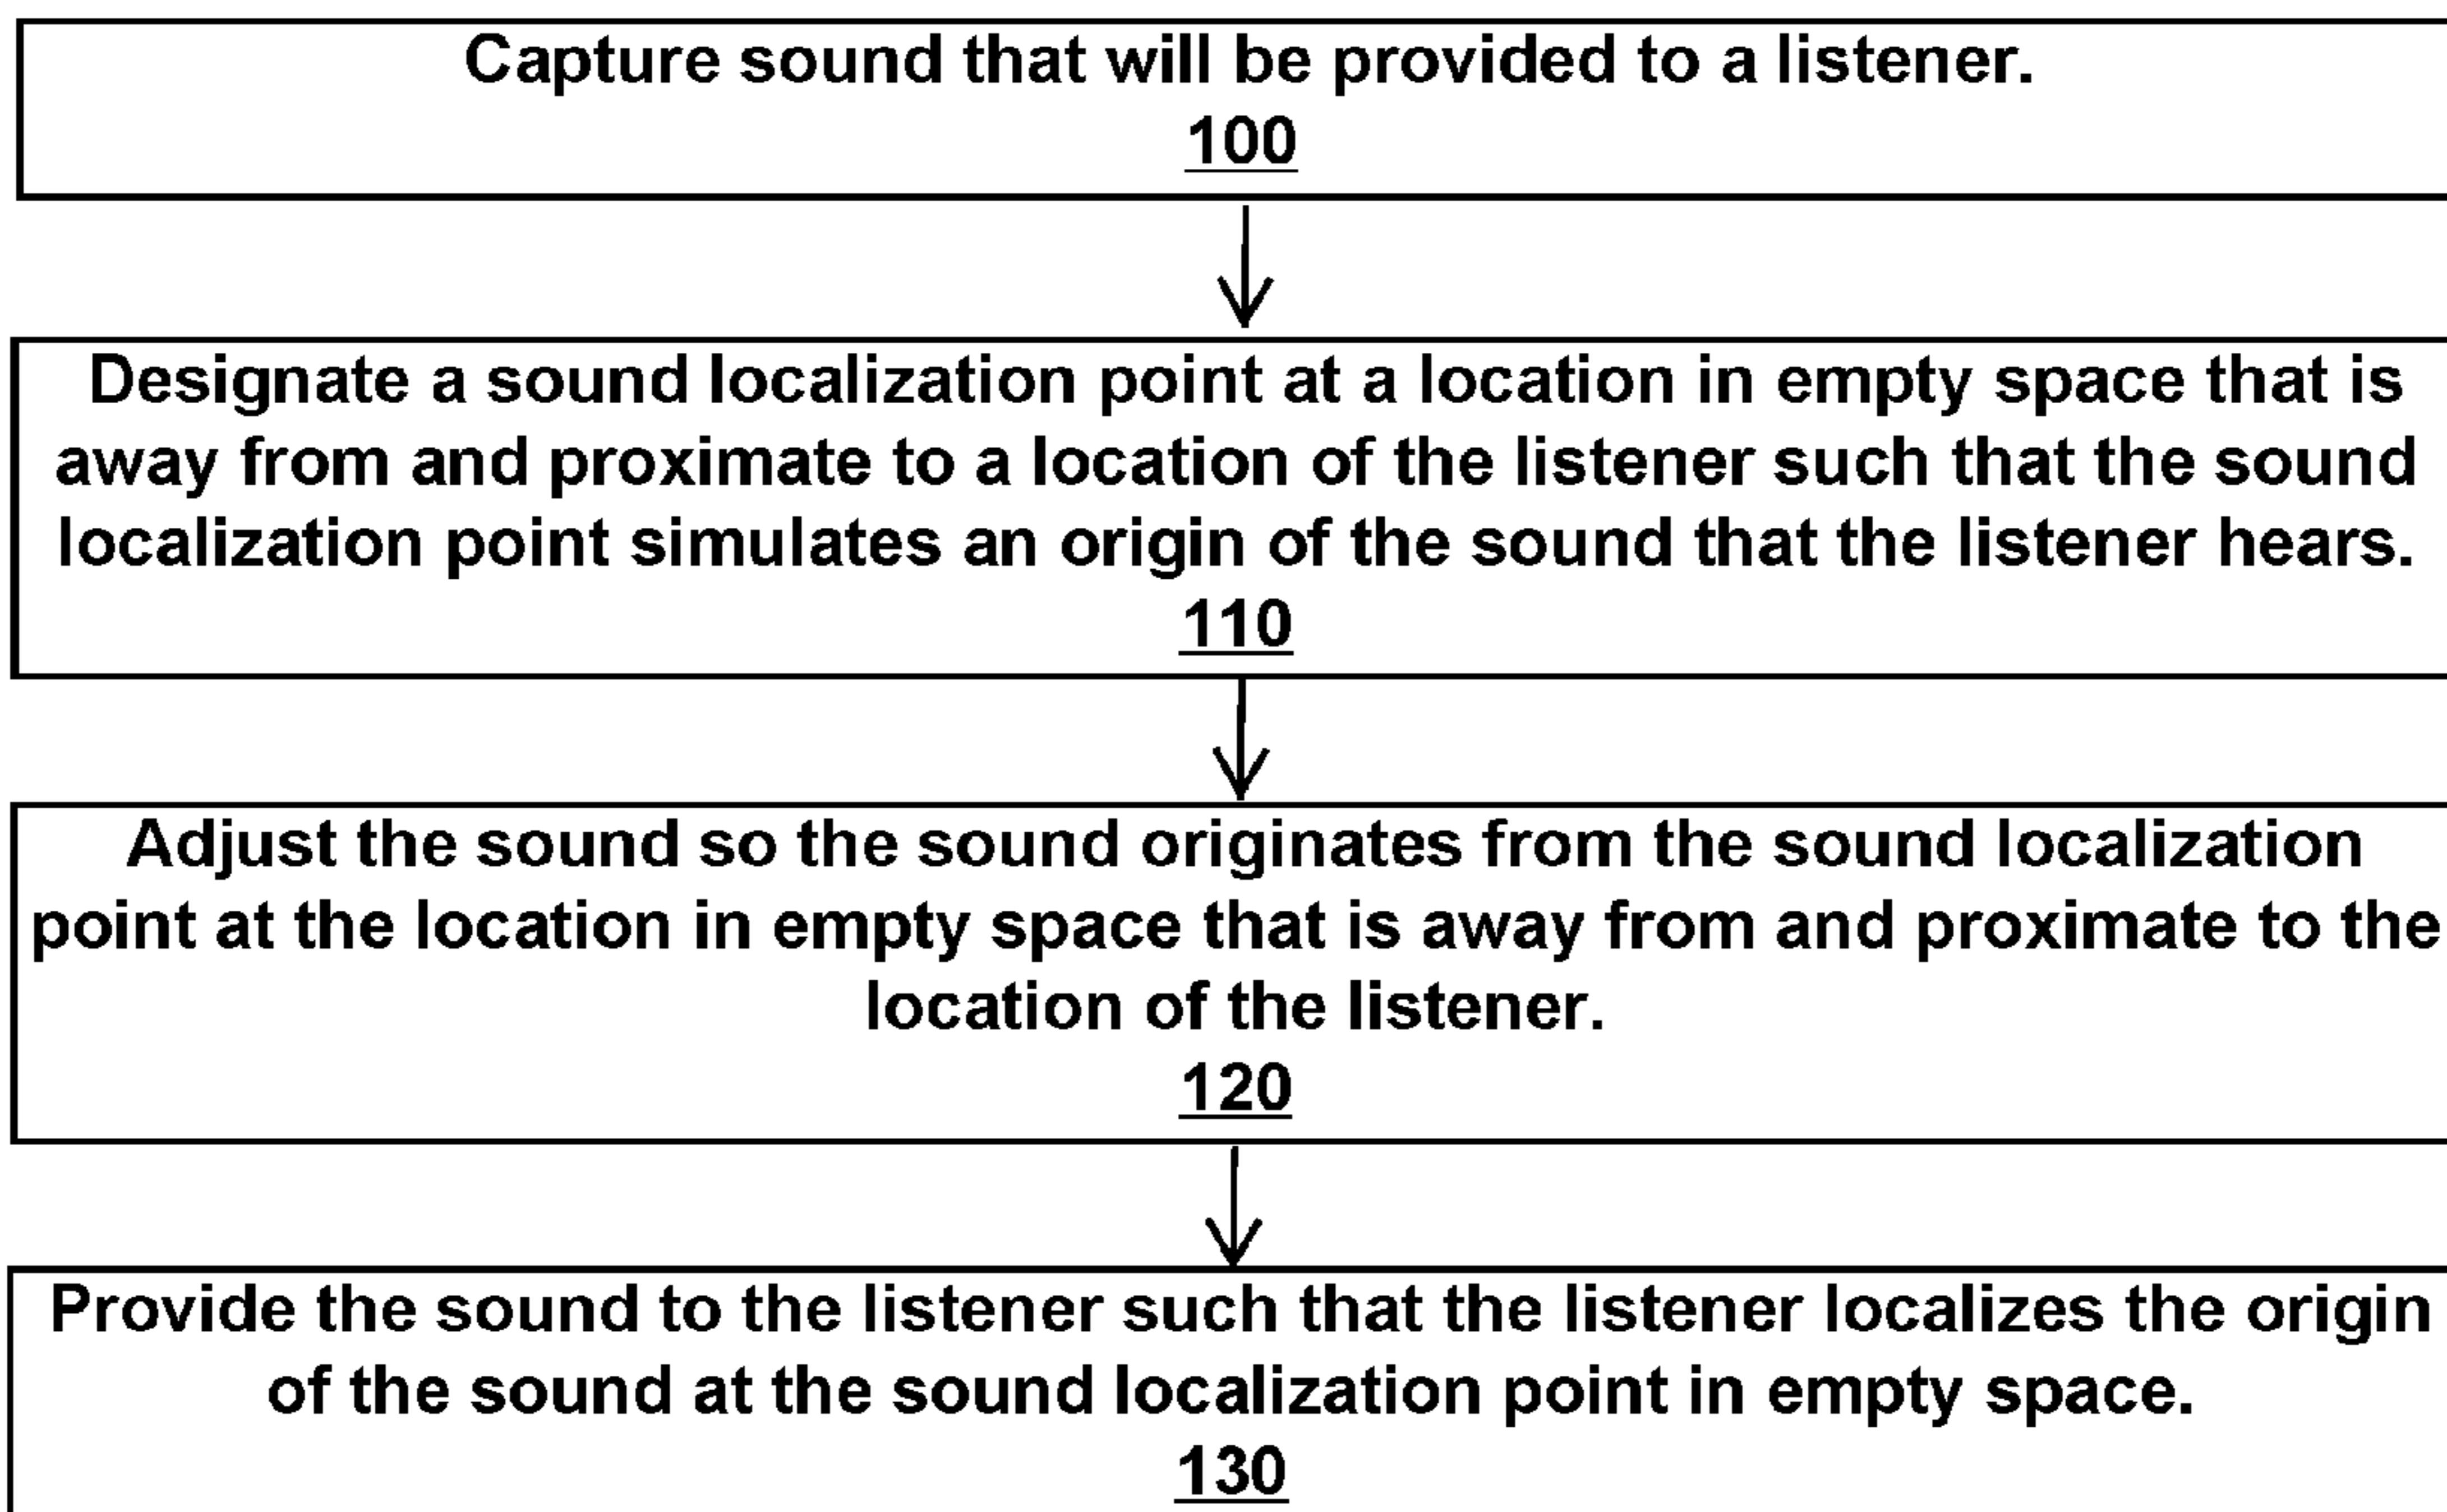 Capture sound that will be provided to a listener.
100
Designate a sound localization point at a location in empty space that is
away from and proximate to a location of the listener such that the sound
localization point simulates an origin of the sound that the listener hears.
110
Adjust the sound so the sound originates from the sound localization
point at the location in empty space that is away from and proximate to the
location of the listener.
120
Provide the sound to the listener such that the listener localizes the origin
of the sound at the sound localization point in empty space.
130